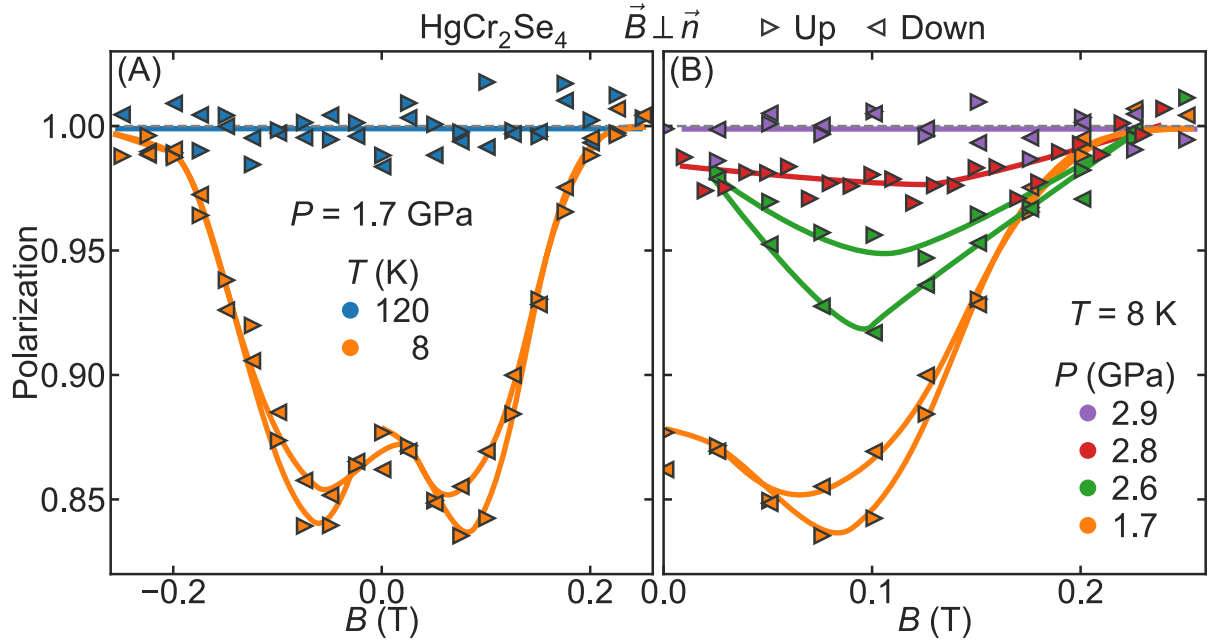 HgCr₂Se₄ B⃗ ⊥ n⃗ Up Down
(A)
(B)
1.00
0.95
0.90
0.85
Polarization
P = 1.7 GPa
T (K)
120
8
−0.2 0.0 0.2
B (T)
T = 8 K
P (GPa)
2.9
2.8
2.6
1.7
0.0 0.1 0.2
B (T)